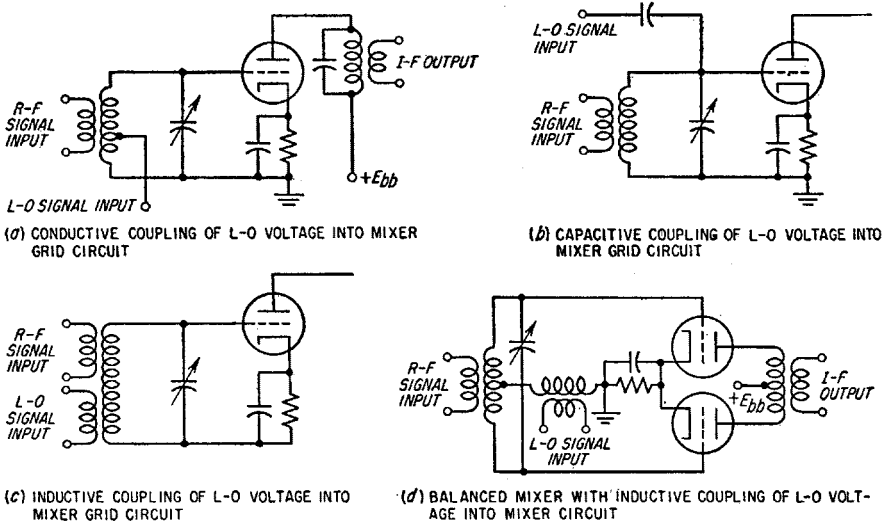 R-F
SIGNAL
INPUT
L-O SIGNAL INPUT
I-F OUTPUT
+Ebb
(a) CONDUCTIVE COUPLING OF L-O VOLTAGE INTO MIXER
GRID CIRCUIT
L-O SIGNAL
INPUT
R-F
SIGNAL
INPUT
(b) CAPACITIVE COUPLING OF L-O VOLTAGE INTO
MIXER GRID CIRCUIT
R-F
SIGNAL
INPUT
L-O
SIGNAL
INPUT
(c) INDUCTIVE COUPLING OF L-O VOLTAGE INTO
MIXER GRID CIRCUIT
R-F
SIGNAL
INPUT
L-O SIGNAL
INPUT
+Ebb
I-F
OUTPUT
(d) BALANCED MIXER WITH INDUCTIVE COUPLING OF L-O VOLT-
AGE INTO MIXER CIRCUIT